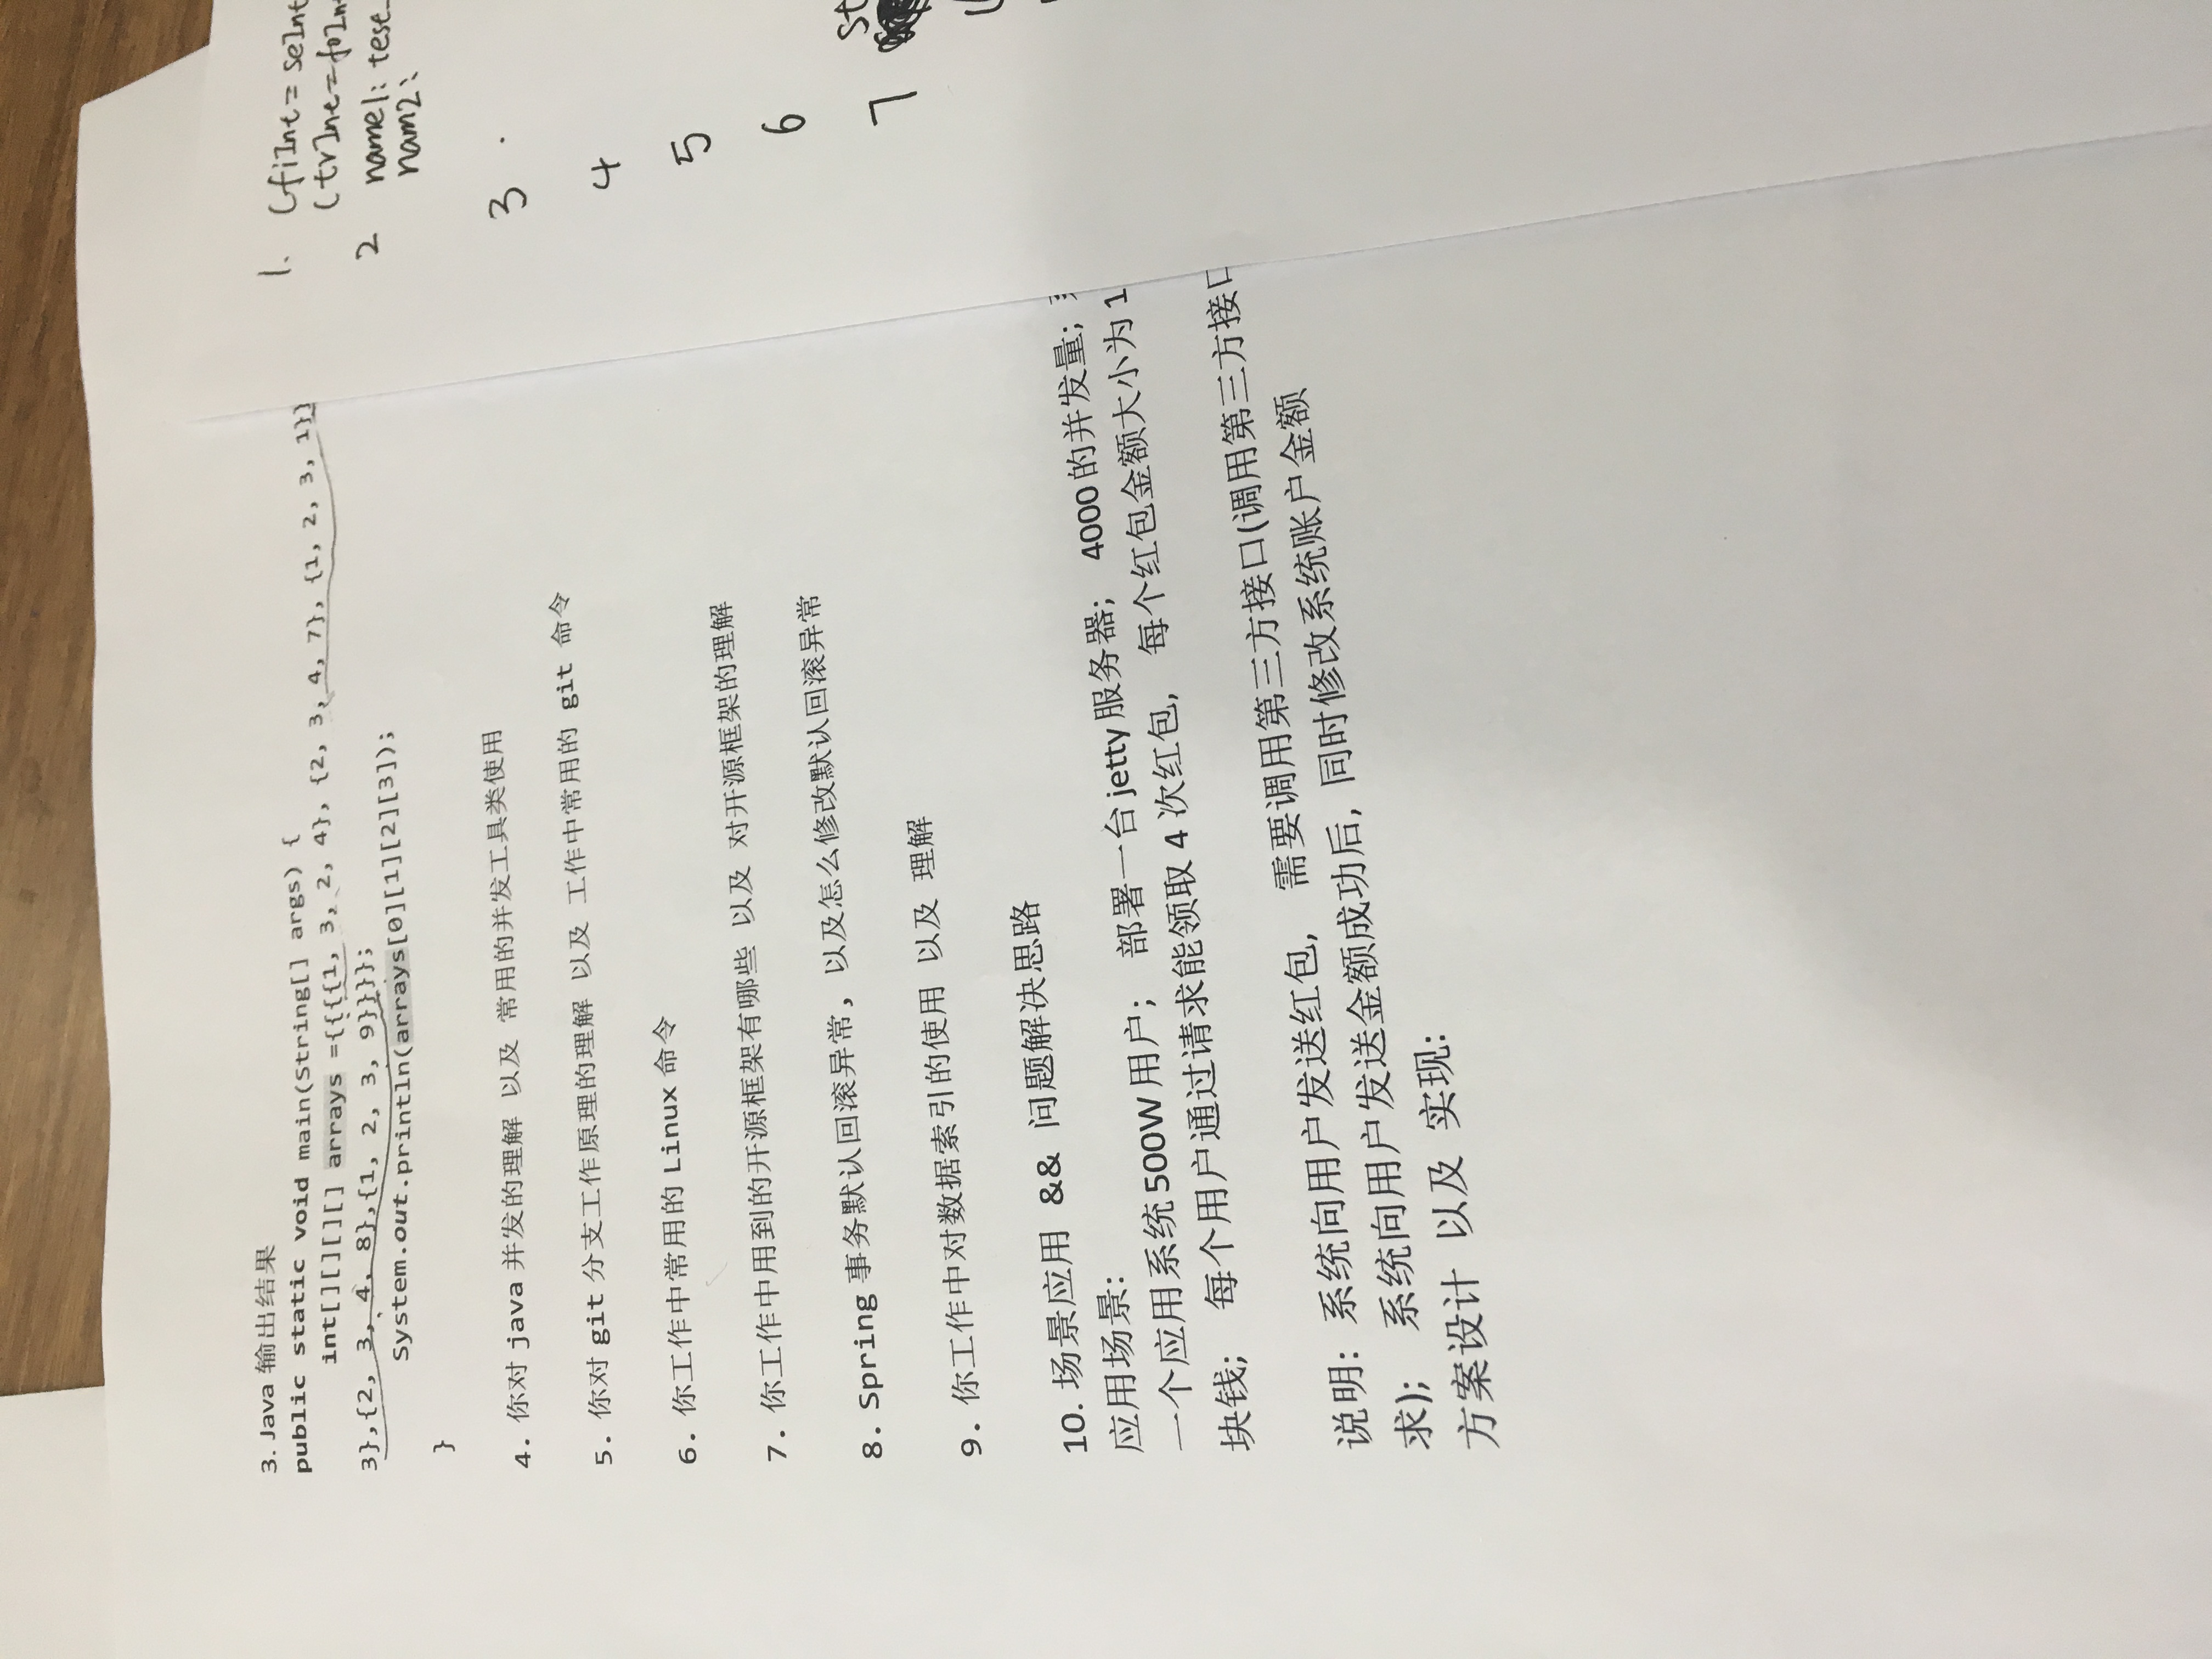 3. Java 输出结果
public static void main(String[] args) {
int[][][][] arrays ={{{{1, 3, 2, 4}, {2, 3, 4, 7}, {1, 2, 3, 1}}
3},{2, 3, 4, 8},{1, 2, 3, 9}}}};
System.out.println(arrays[0][1][2][3]);
}
4. 你对 java 并发的理解 以及 常用的并发工具类使用
5. 你对 git 分支工作原理的理解 以及 工作中常用的 git 命令
6. 你工作中常用的 Linux 命令
7. 你工作中用到的开源框架有哪些 以及 对开源框架的理解
8. Spring 事务默认回滚异常, 以及怎么修改默认回滚异常
9. 你工作中对数据索引的使用 以及 理解
10. 场景应用 && 问题解决思路
应用场景:
一个应用系统 500W 用户; 部署一台 jetty 服务器; 4000 的并发量;
块钱; 每个用户通过请求能领取 4 次红包, 每个红包金额大小为 1
说明: 系统向用户发送红包, 需要调用第三方接口(调用第三方接口
求); 系统向用户发送金额成功后, 同时修改系统账户金额
方案设计 以及 实现:
1. (fiInt = seInt
(trInt = foIn
2 name1: tese_
nam2:
3 .
4
5
6
7 St